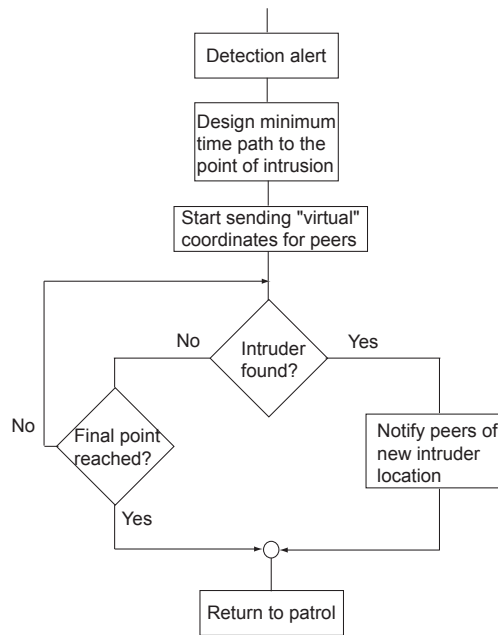 Detection alert
Design minimum
time path to the
point of intrusion
Start sending "virtual"
coordinates for peers
No
Intruder
found?
Yes
No
Final point
reached?
Notify peers of
new intruder
location
Yes
Return to patrol